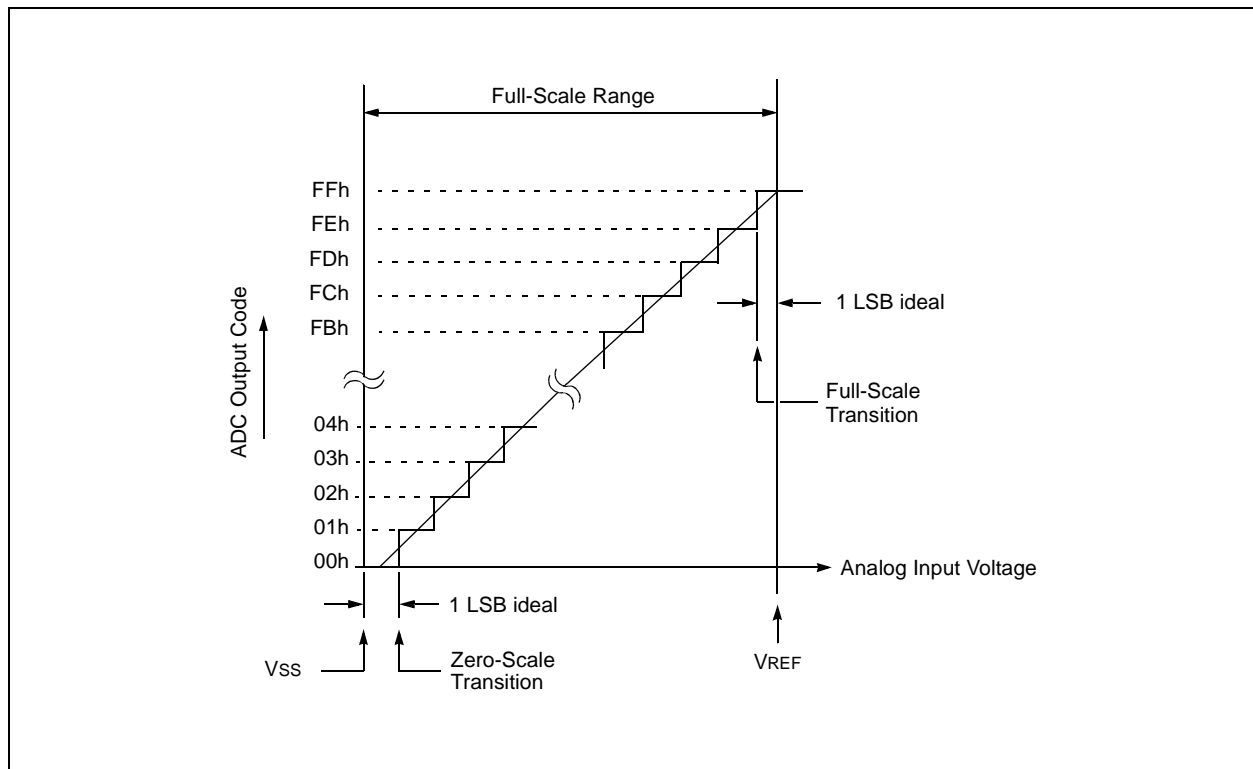 Full-Scale Range
FFh
FEh
FDh
FCh
FBh
1 LSB ideal
Full-Scale
Transition
ADC Output Code
04h
03h
02h
01h
00h
Analog Input Voltage
1 LSB ideal
VSS
Zero-Scale
Transition
VREF